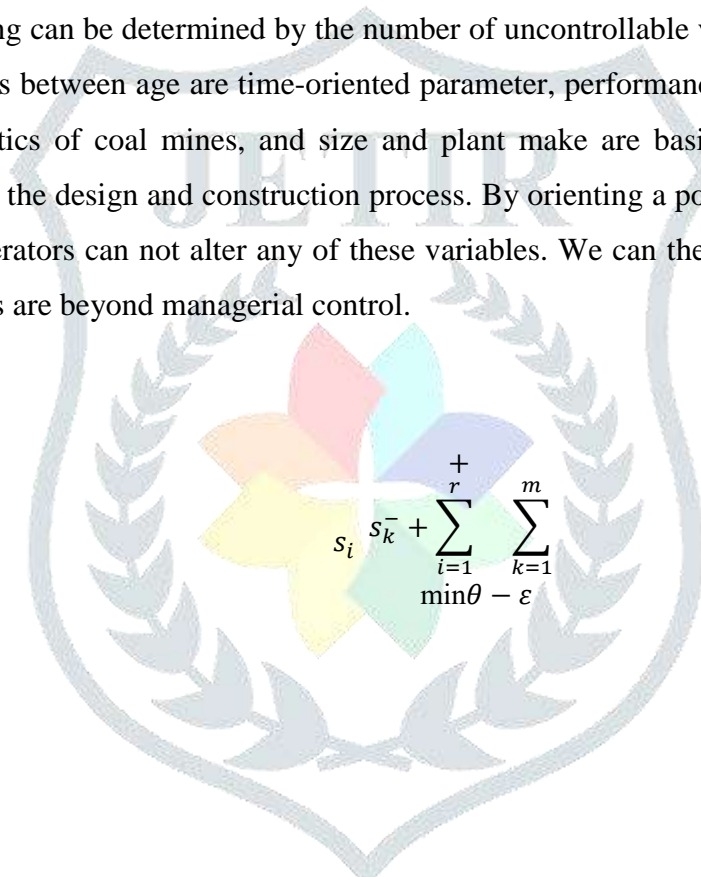 ng can be determined by the number of uncontrollable v
s between age are time-oriented parameter, performanc
tics of coal mines, and size and plant make are basi
the design and construction process. By orienting a po
erators can not alter any of these variables. We can the
s are beyond managerial control.
JETIR
+
r m
s_i s_k^- + ∑ ∑
i=1 k=1
minθ − ε